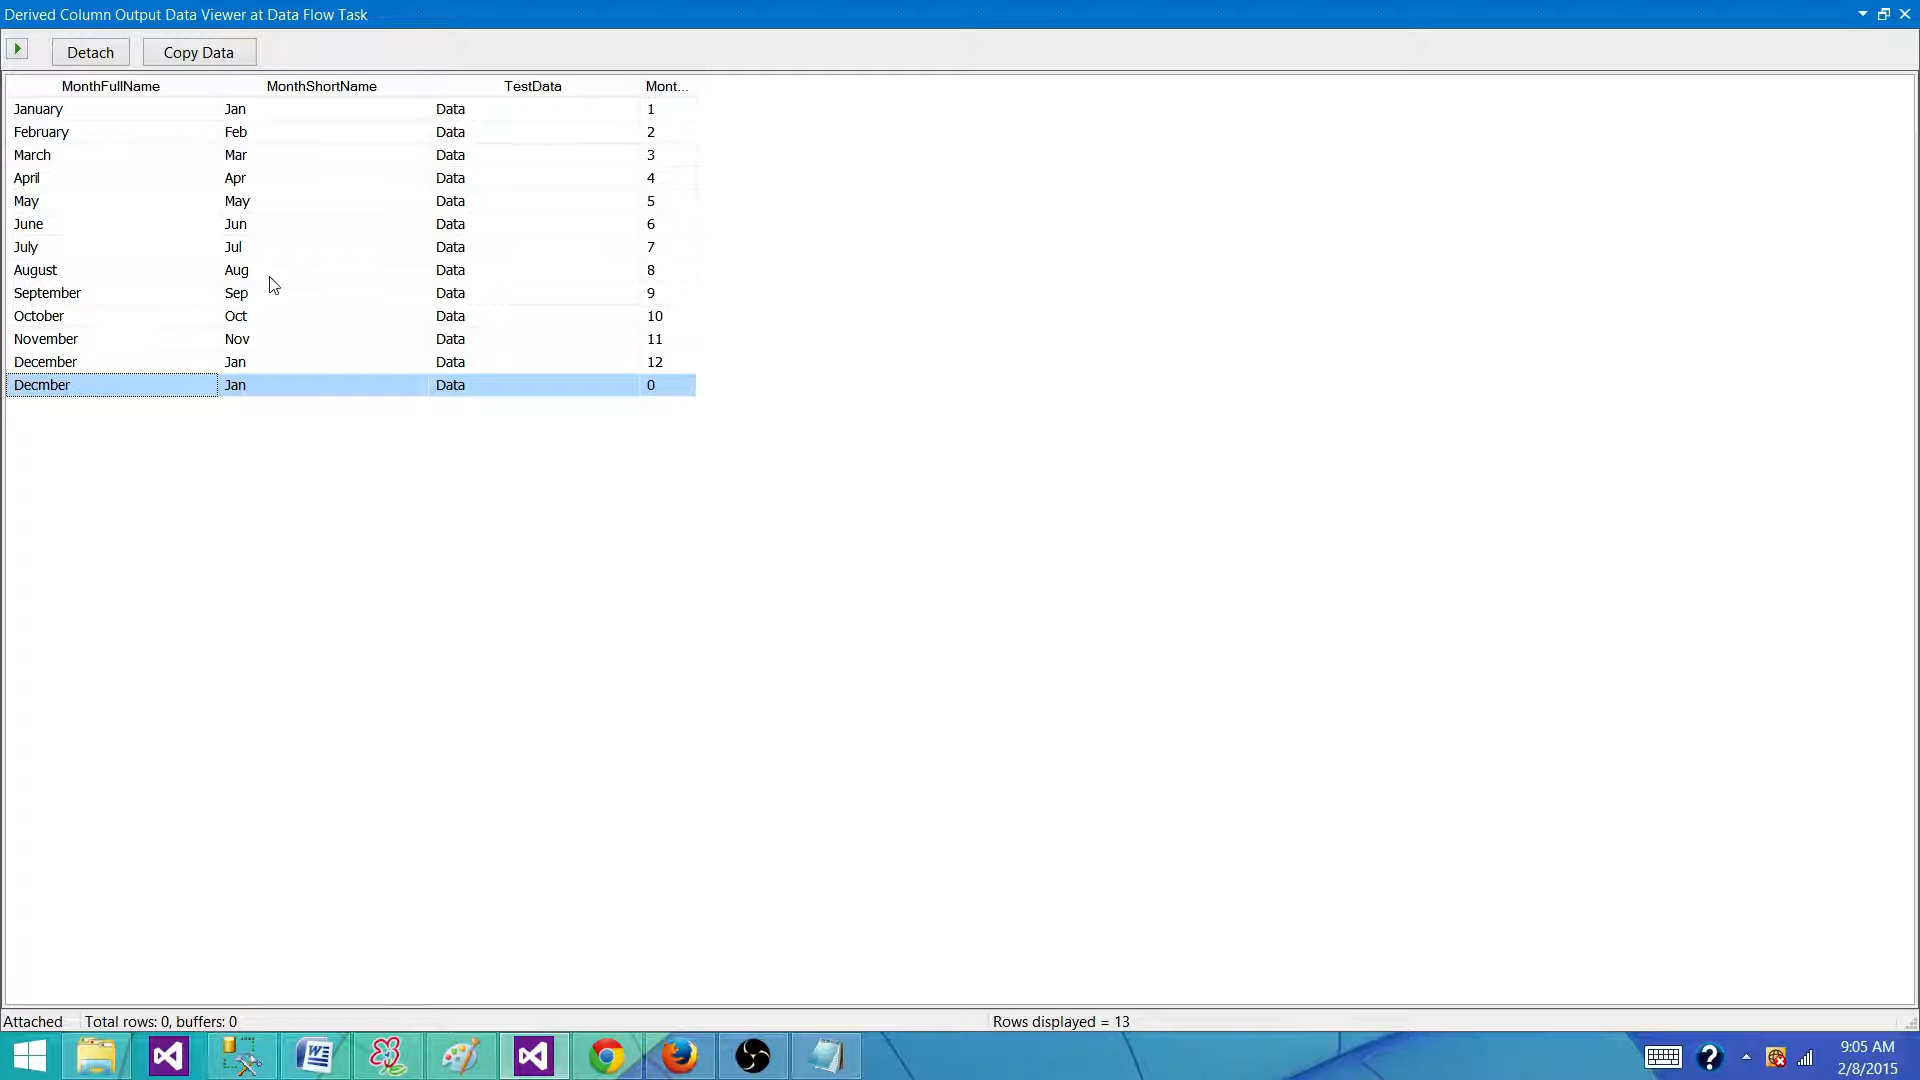 Derived Column Output Data Viewer at Data Flow Task
Detach Copy Data
MonthFullName MonthShortName TestData Mont...
January Jan Data 1
February Feb Data 2
March Mar Data 3
April Apr Data 4
May May Data 5
June Jun Data 6
July Jul Data 7
August Aug Data 8
September Sep Data 9
October Oct Data 10
November Nov Data 11
December Jan Data 12
Decmber Jan Data 0
Attached Total rows: 0, buffers: 0 Rows displayed = 13
9:05 AM
2/8/2015